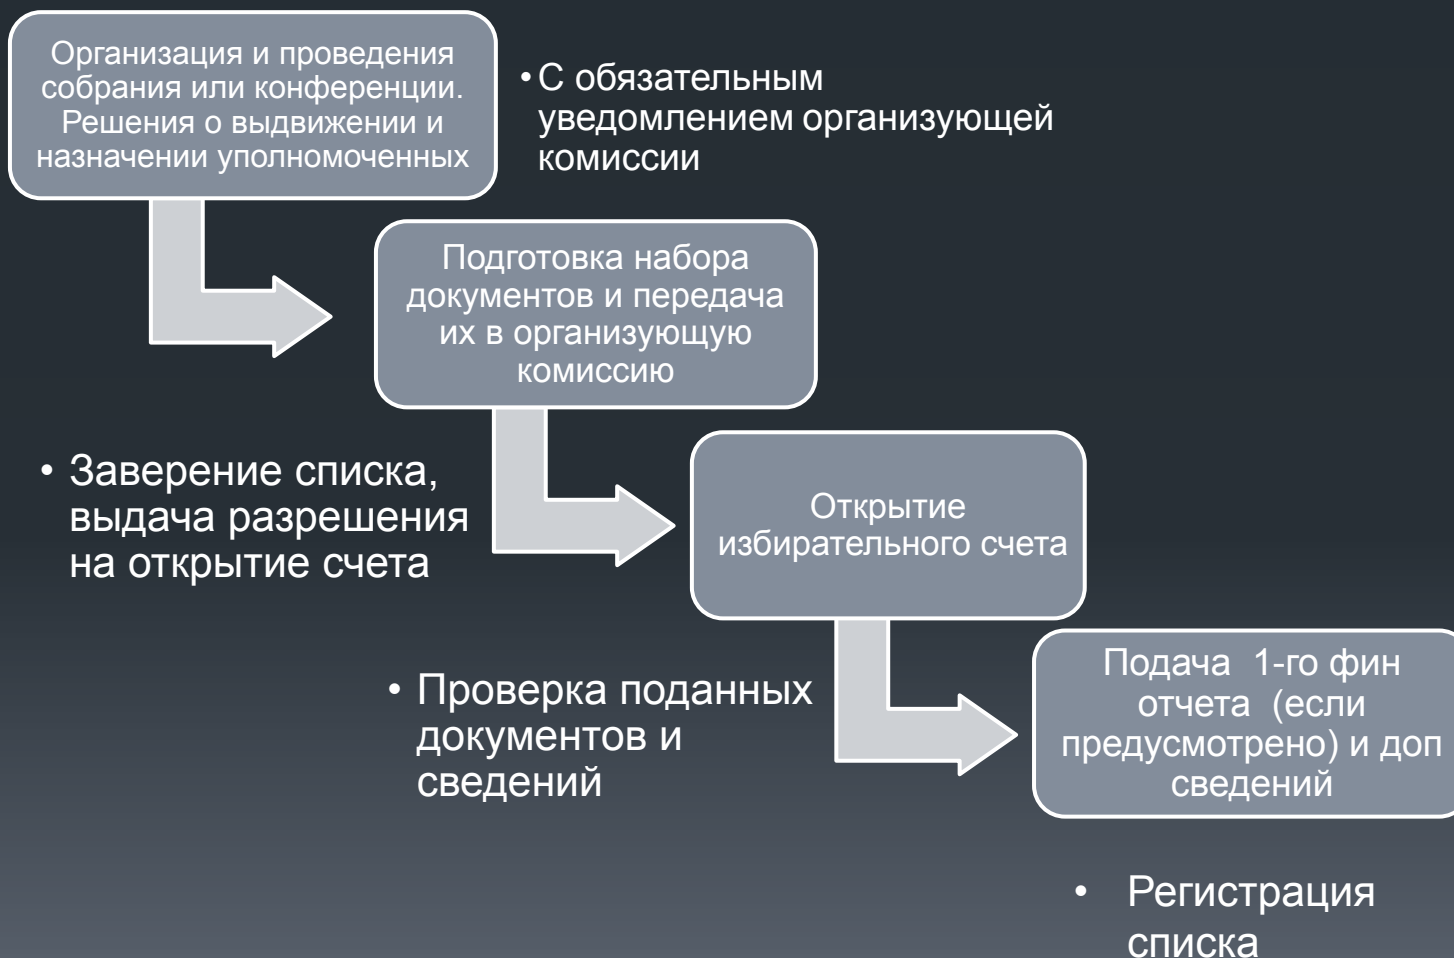 Организация и проведения
собрания или конференции.
Решения о выдвижении и
назначении уполномоченных
• С обязательным
уведомлением организующей
комиссии
Подготовка набора
документов и передача
их в организующую
комиссию
• Заверение списка,
выдача разрешения
на открытие счета
Открытие
избирательного счета
• Проверка поданных
документов и
сведений
Подача 1-го фин
отчета (если
предусмотрено) и доп
сведений
• Регистрация
списка